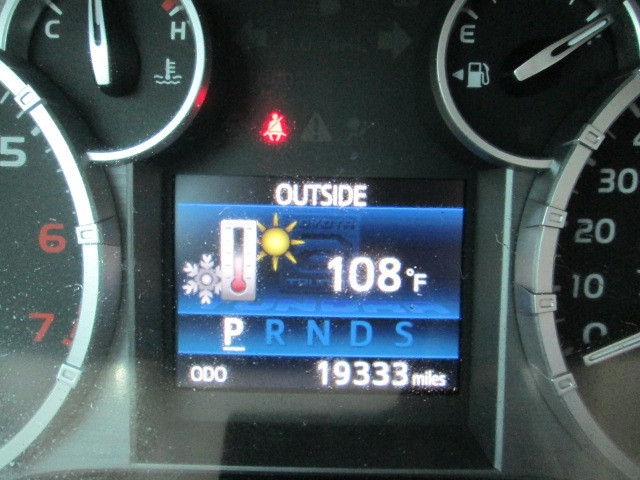 C
H
E
OUTSIDE
108°F
P R N D S
ODO 19333 miles
5
6
7
30
20
10
0